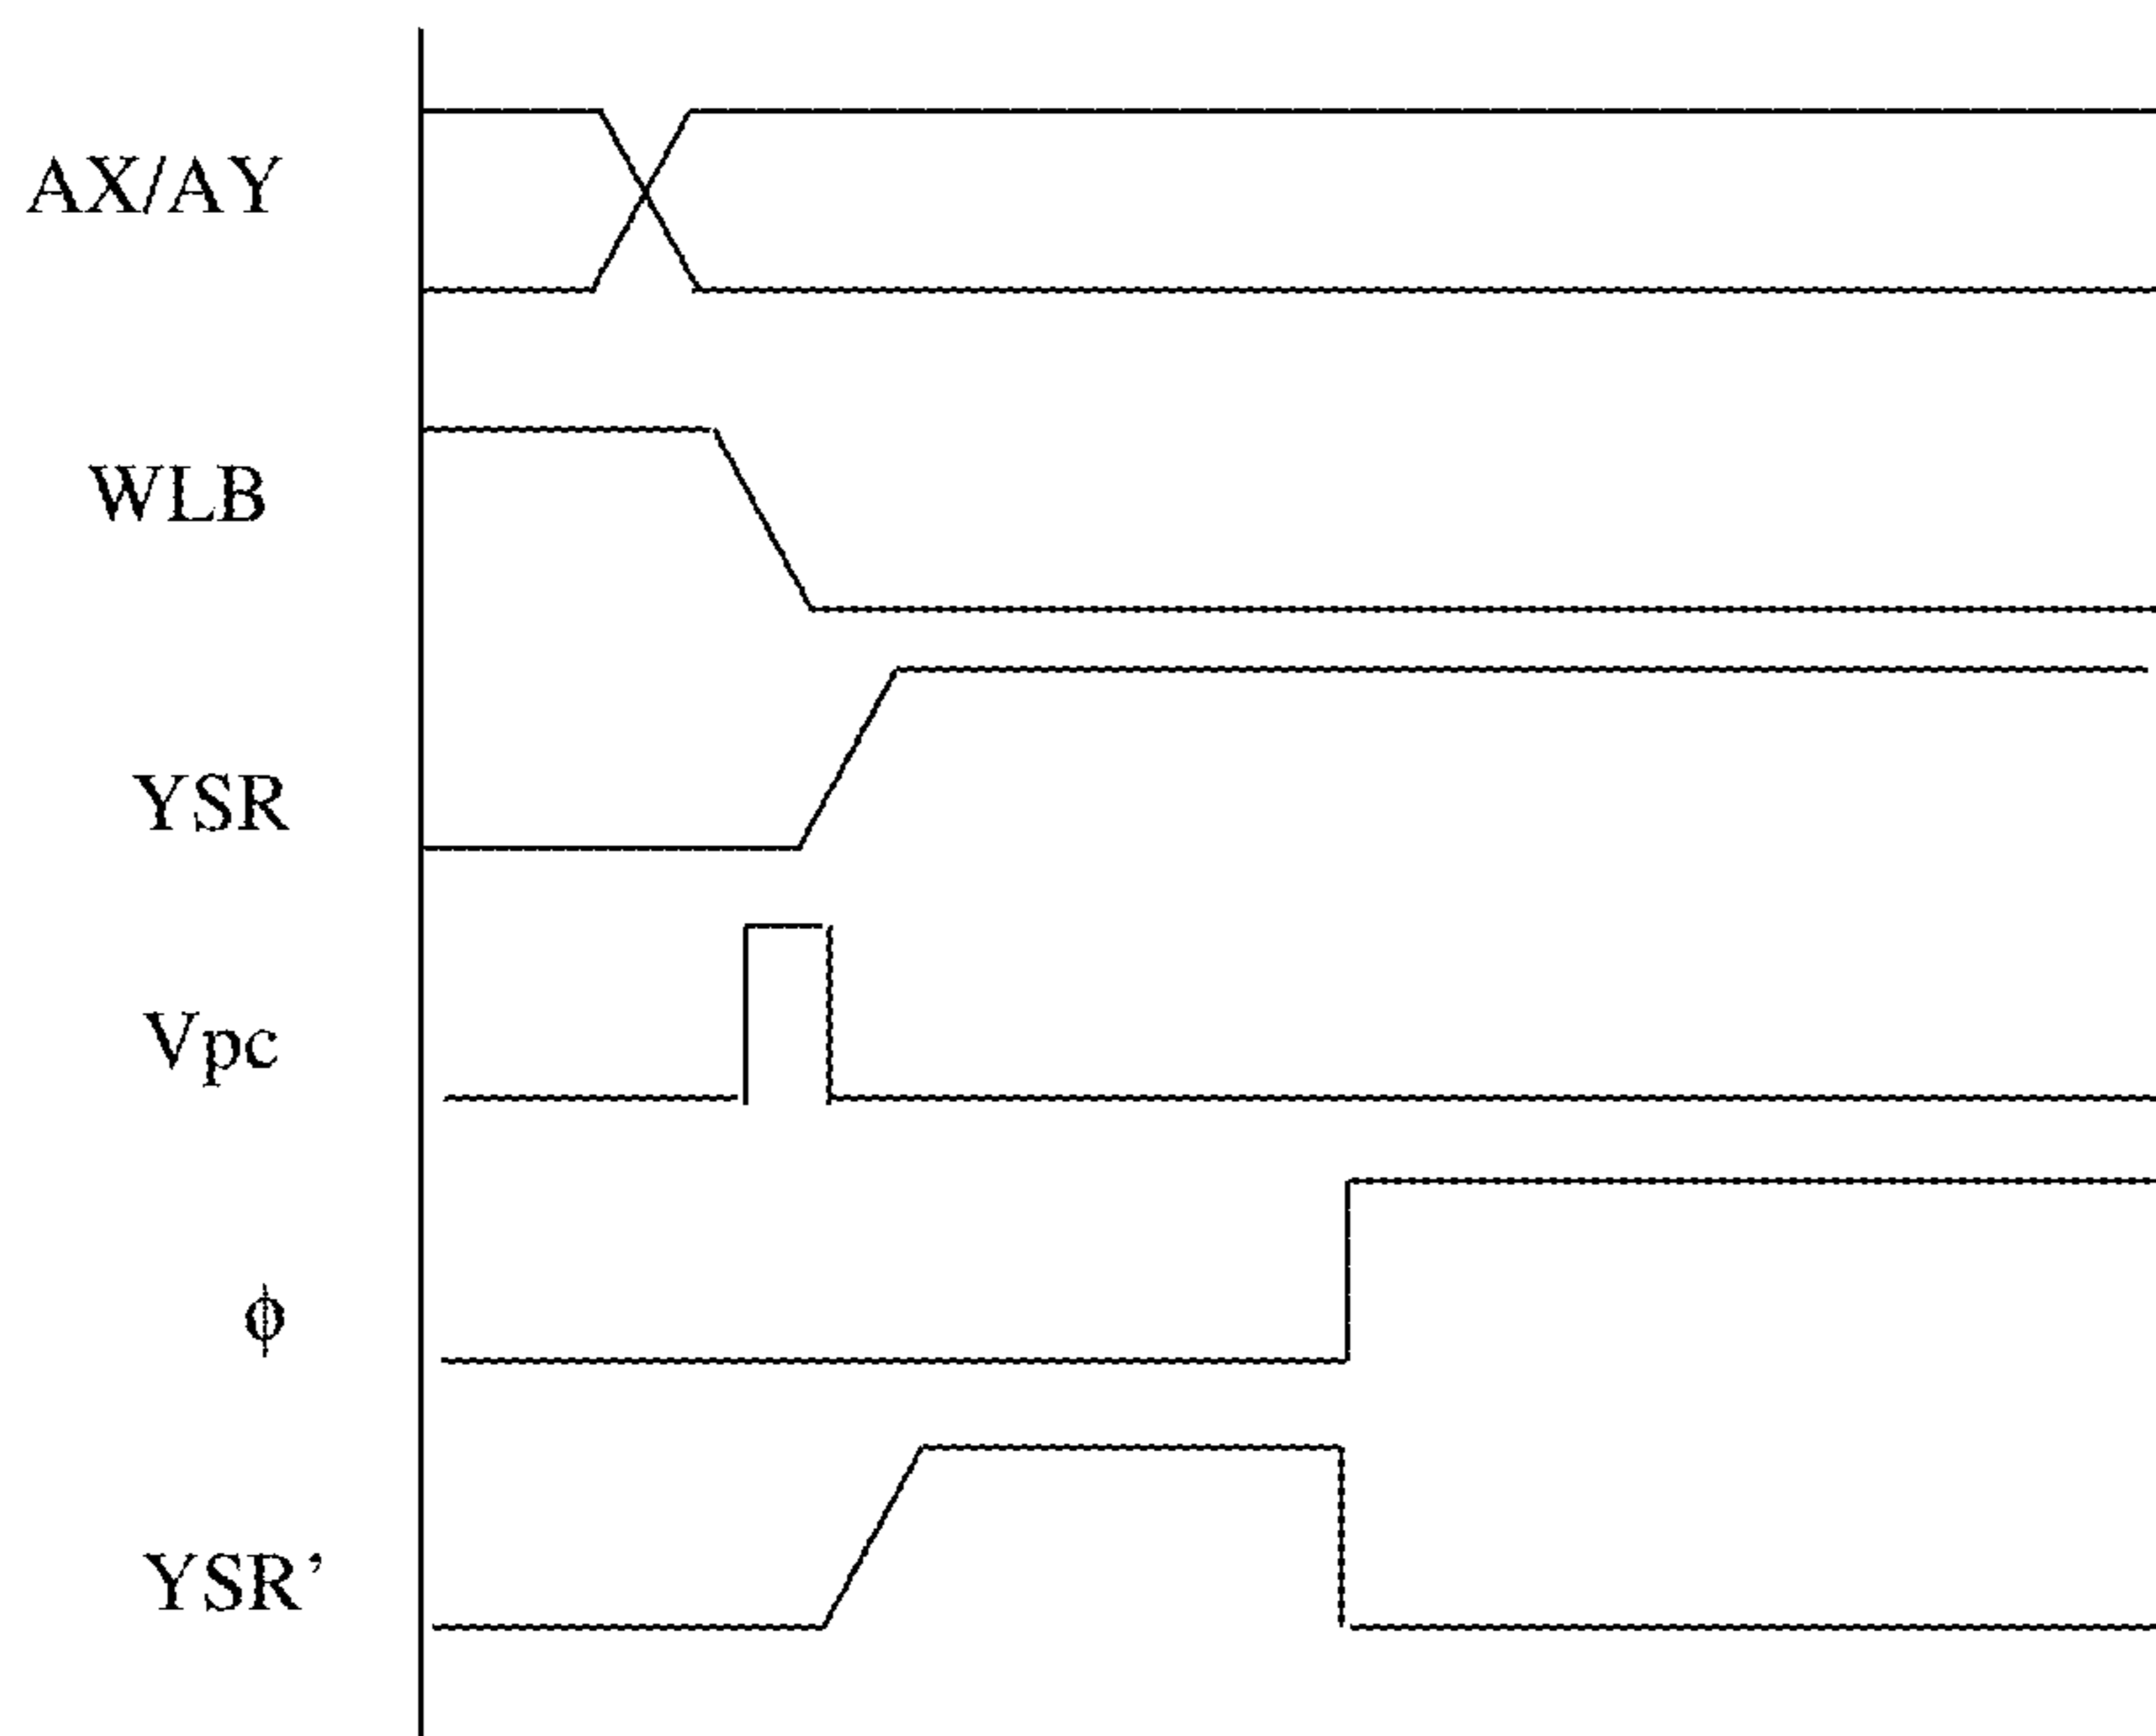 AX/AY
WLB
YSR
Vpc
ϕ
YSR’